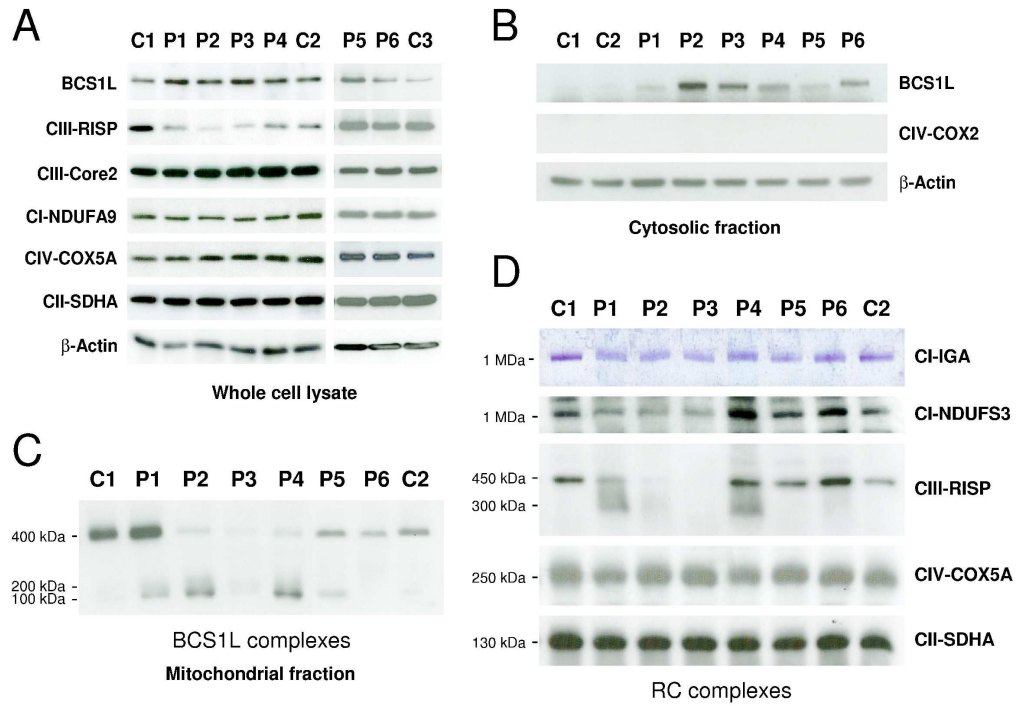 A
C1 P1 P2 P3 P4 C2 P5 P6 C3
BCS1L
CIII-RISP
CIII-Core2
CI-NDUFA9
CIV-COX5A
CII-SDHA
β-Actin
Whole cell lysate
B
C1 C2 P1 P2 P3 P4 P5 P6
BCS1L
CIV-COX2
β-Actin
Cytosolic fraction
C
C1 P1 P2 P3 P4 P5 P6 C2
400 kDa -
200 kDa -
100 kDa -
BCS1L complexes
Mitochondrial fraction
D
C1 P1 P2 P3 P4 P5 P6 C2
1 MDa - CI-IGA
1 MDa - CI-NDUFS3
450 kDa -
CIII-RISP
300 kDa -
250 kDa - CIV-COX5A
130 kDa - CII-SDHA
RC complexes